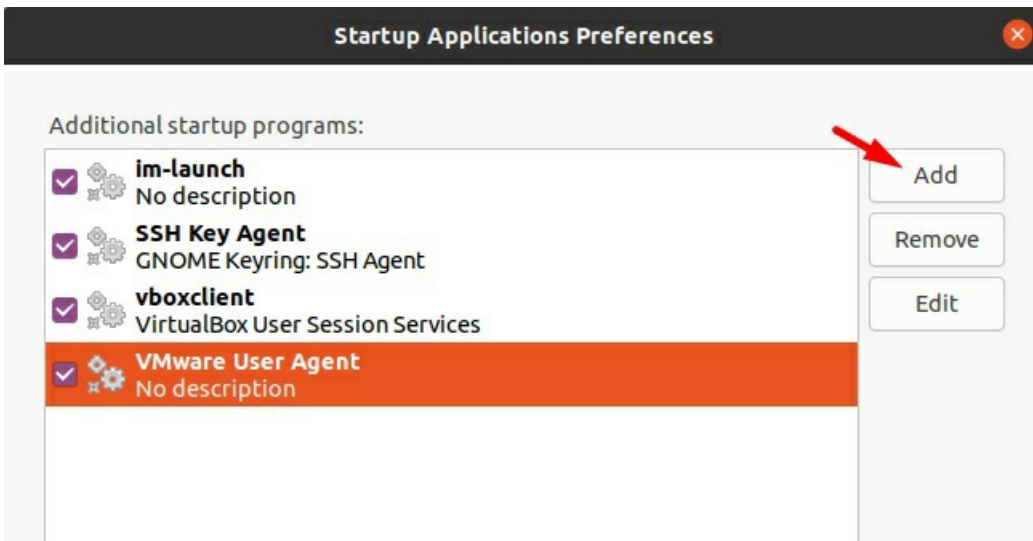 Startup Applications Preferences
Additional startup programs:
im-launch
No description
Add
SSH Key Agent
GNOME Keyring: SSH Agent
Remove
vboxclient
VirtualBox User Session Services
Edit
VMware User Agent
No description